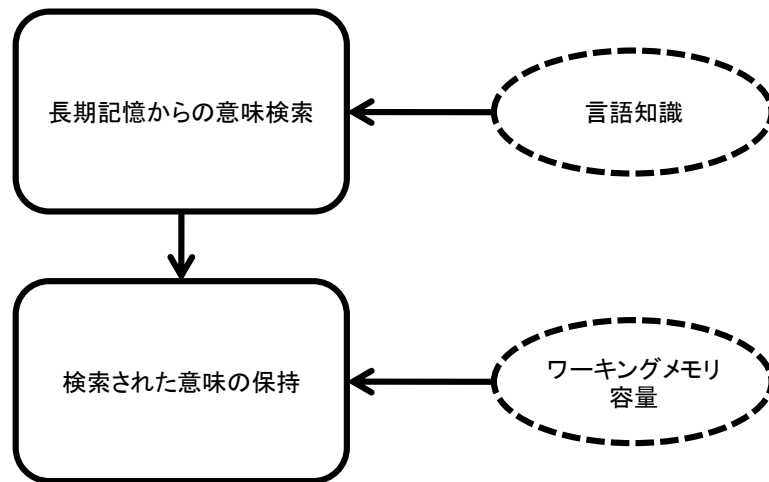 長期記憶からの意味検索
言語知識
検索された意味の保持
ワーキングメモリ
容量